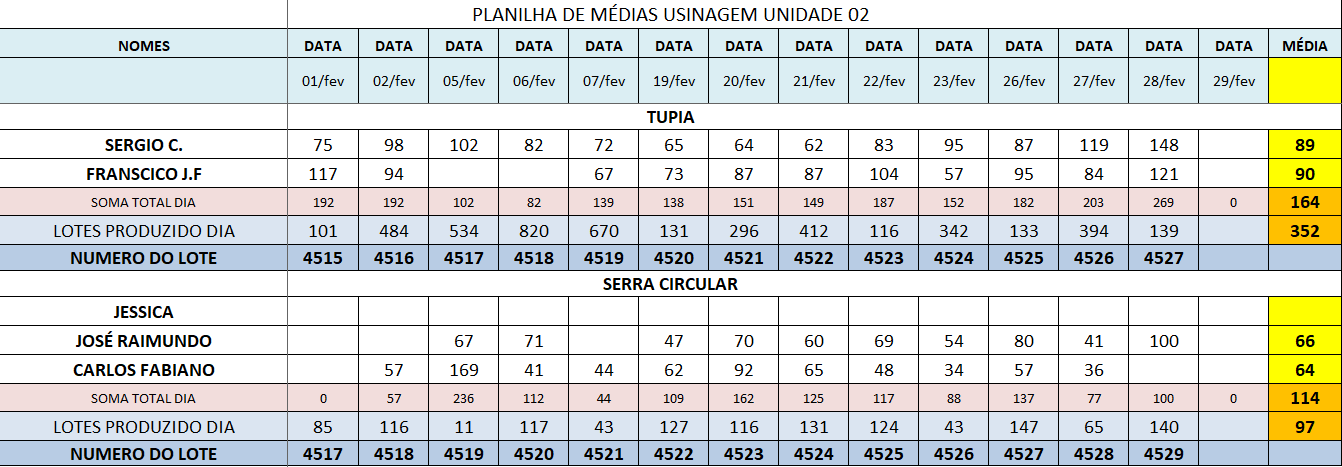 PLANILHA DE MÉDIAS USINAGEM UNIDADE 02
NOMES DATA DATA DATA DATA DATA DATA DATA DATA DATA DATA DATA DATA DATA DATA MÉDIA
01/fev 02/fev 05/fev 06/fev 07/fev 19/fev 20/fev 21/fev 22/fev 23/fev 26/fev 27/fev 28/fev 29/fev
TUPIA
SERGIO C. 75 98 102 82 72 65 64 62 83 95 87 119 148 89
FRANSCICO J.F 117 94 67 73 87 87 104 57 95 84 121 90
SOMA TOTAL DIA 192 192 102 82 139 138 151 149 187 152 182 203 269 0 164
LOTES PRODUZIDO DIA 101 484 534 820 670 131 296 412 116 342 133 394 139 352
NUMERO DO LOTE 4515 4516 4517 4518 4519 4520 4521 4522 4523 4524 4525 4526 4527
SERRA CIRCULAR
JESSICA
JOSÉ RAIMUNDO 67 71 47 70 60 69 54 80 41 100 66
CARLOS FABIANO 57 169 41 44 62 92 65 48 34 57 36 64
SOMA TOTAL DIA 0 57 236 112 44 109 162 125 117 88 137 77 100 0 114
LOTES PRODUZIDO DIA 85 116 11 117 43 127 116 131 124 43 147 65 140 97
NUMERO DO LOTE 4517 4518 4519 4520 4521 4522 4523 4524 4525 4526 4527 4528 4529